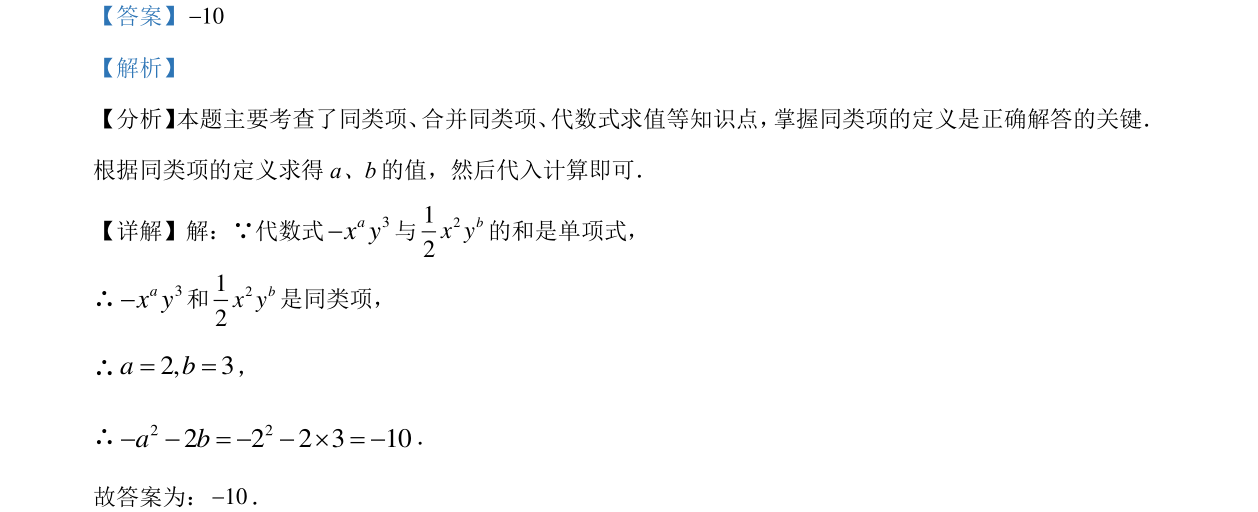 【答案】−10
【解析】
【分析】本题主要考查了同类项、合并同类项、代数式求值等知识点，掌握同类项的定义是正确解答的关键．
根据同类项的定义求得 a、b 的值，然后代入计算即可．
【详解】解：∵代数式 $-x^a y^3$ 与 $\frac{1}{2}x^2 y^b$ 的和是单项式，
∴ $-x^a y^3$ 和 $\frac{1}{2}x^2 y^b$ 是同类项，
∴ $a=2,b=3$，
∴ $-a^2-2b=-2^2-2\times3=-10$．
故答案为：−10．